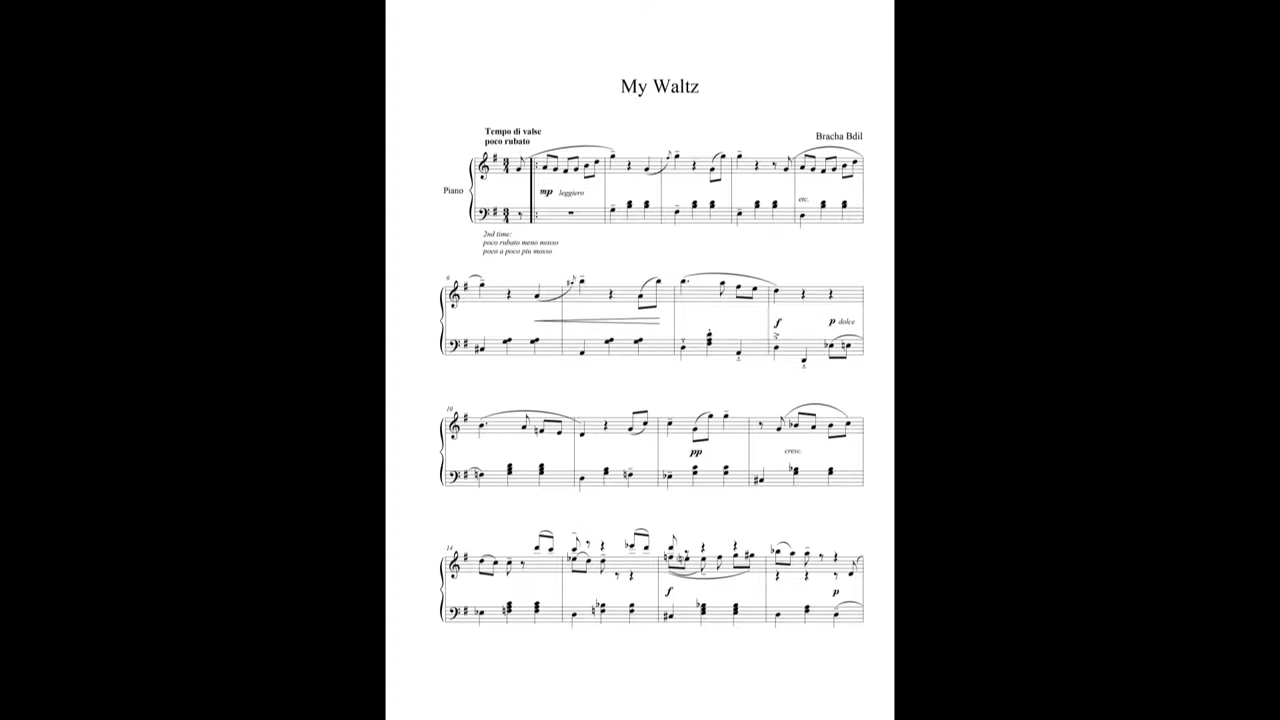 My Waltz
Tempo di valse
poco rubato
Bracha Bdil
Piano
mp leggiero
etc.
2nd time:
poco rubato meno mosso
poco a poco piu mosso
6
f
p dolce
10
pp
cresc.
14
f
p